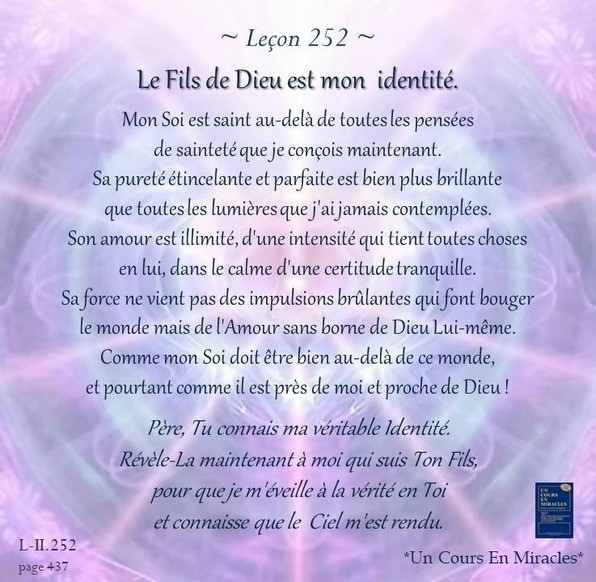 ~ Leçon 252 ~
Le Fils de Dieu est mon identité.
Mon Soi est saint au-delà de toutes les pensées
de sainteté que je conçois maintenant.
Sa pureté étincelante et parfaite est bien plus brillante
que toutes les lumières que j'ai jamais contemplées.
Son amour est illimité, d'une intensité qui tient toutes choses
en lui, dans le calme d'une certitude tranquille.
Sa force ne vient pas des impulsions brûlantes qui font bouger
le monde mais de l'Amour sans borne de Dieu Lui-même.
Comme mon Soi doit être bien au-delà de ce monde,
et pourtant comme il est près de moi et proche de Dieu !
Père, Tu connais ma véritable Identité.
Révèle-La maintenant à moi qui suis Ton Fils,
pour que je m'éveille à la vérité en Toi
et connaisse que le Ciel m'est rendu.
UN
COURS
EN
MIRACLES
L-II.252
page 437
*Un Cours En Miracles*